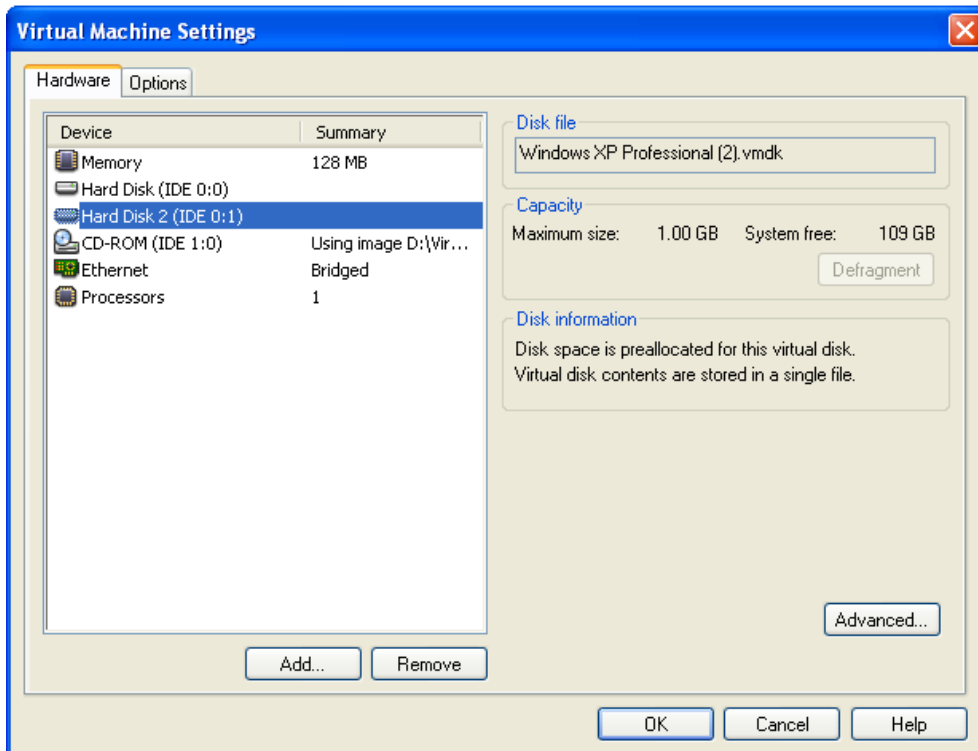 Virtual Machine Settings
Hardware Options
Device Summary
Memory 128 MB
Hard Disk (IDE 0:0)
Hard Disk 2 (IDE 0:1)
CD-ROM (IDE 1:0) Using image D:\Vir...
Ethernet Bridged
Processors 1
Add... Remove
Disk file
Windows XP Professional (2).vmdk
Capacity
Maximum size: 1.00 GB System free: 109 GB
Defragment
Disk information
Disk space is preallocated for this virtual disk.
Virtual disk contents are stored in a single file.
Advanced...
OK Cancel Help